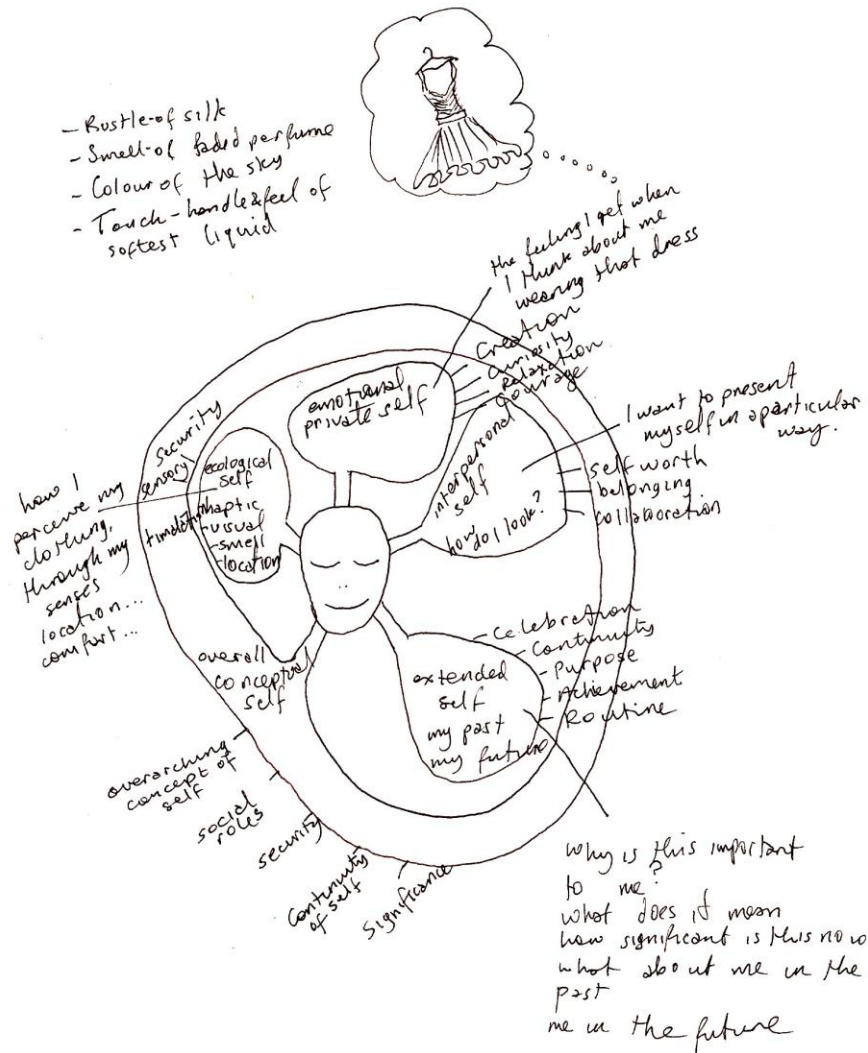 - Rustle-of silk
- Smell-of faded perfume
- Colour of the sky
- Touch-handle & feel of
softest liquid
the feeling I get when
I think about me
wearing that dress
Creation
Curiosity
Relaxation
Courage
emotional
private self
I want to present
myself in a particular
way.
interpersonal
self
how
do I look?
self worth
belonging
collaboration
security
sensory
ecological
self
-haptic
-visual
-smell
-location
how I
perceive my
clothing,
through my
senses
location...
comfort...
overall
conceptual
self
extended
self
my past
my future
- Celebration
- Continuity
- Purpose
- Achievement
- Routine
overarching
concept of
self
social
roles
security
Continuity
of self
Significance
why is this important
to me?
what does it mean
how significant is this now
what about me in the
past
me in the future